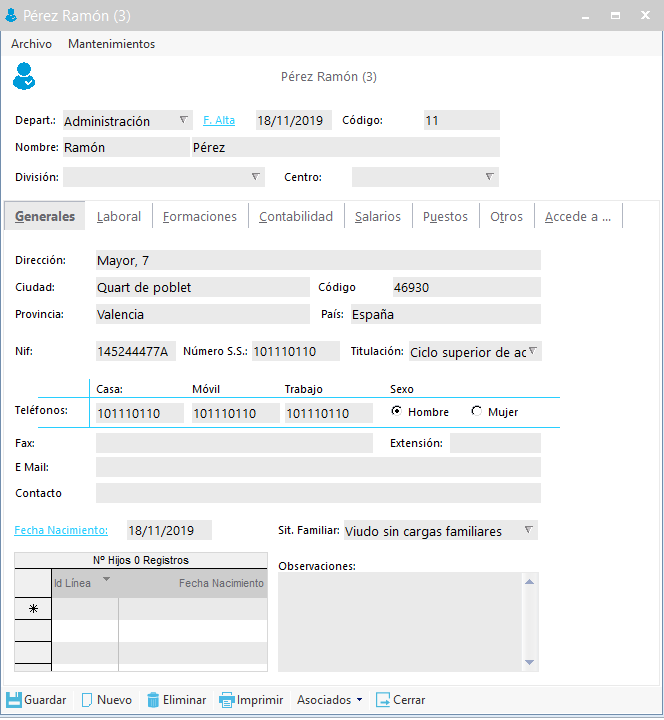 Pérez Ramón (3)
Archivo Mantenimientos
Pérez Ramón (3)
Depart.: Administración F. Alta 18/11/2019 Código: 11
Nombre: Ramón Pérez
División: Centro:
Generales Laboral Formaciones Contabilidad Salarios Puestos Otros Accede a ...
Dirección: Mayor, 7
Ciudad: Quart de poblet Código 46930
Provincia: Valencia País: España
Nif: 145244477A Número S.S.: 101110110 Titulación: Ciclo superior de ac
Casa: Móvil Trabajo Sexo
Teléfonos: 101110110 101110110 101110110 Hombre Mujer
Fax: Extensión:
E Mail:
Contacto
Fecha Nacimiento: 18/11/2019 Sit. Familiar: Viudo sin cargas familiares
Nº Hijos 0 Registros
Observaciones:
Id Línea Fecha Nacimiento
Guardar Nuevo Eliminar Imprimir Asociados Cerrar